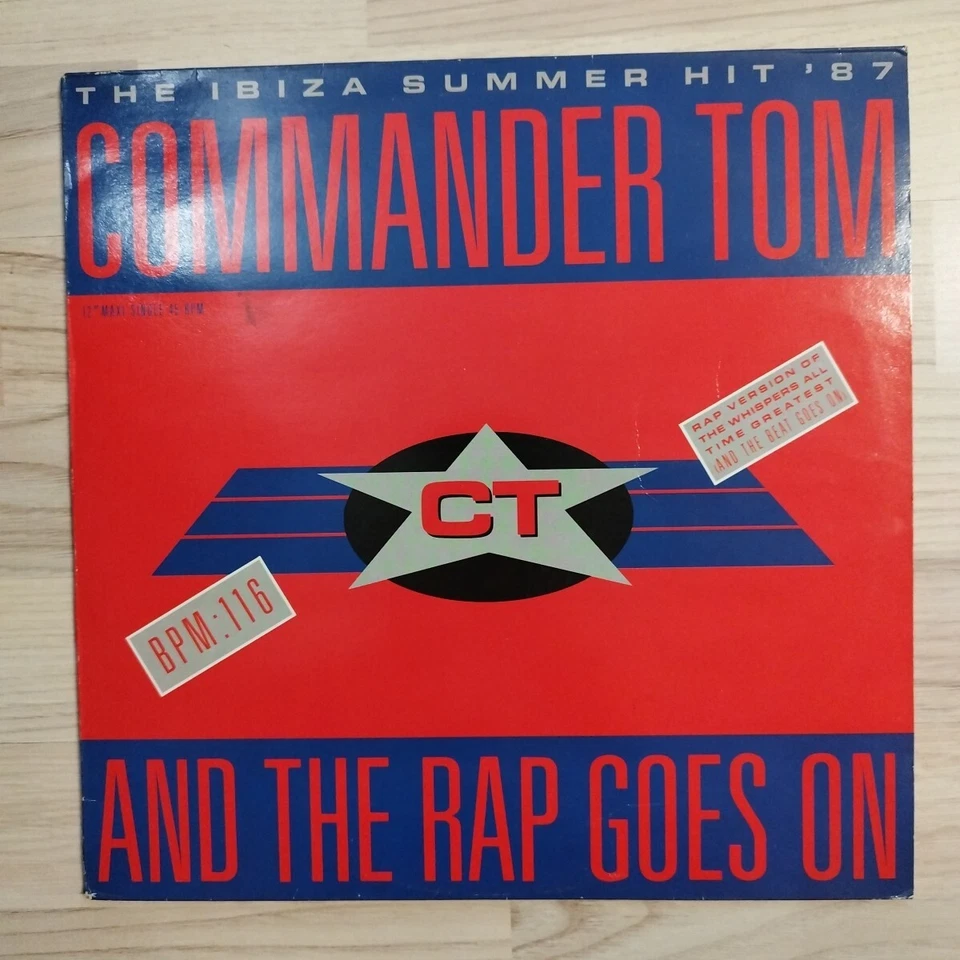 THE IBIZA SUMMER HIT '87
COMMANDER TOM
12" MAXI SINGLE 45 RPM
RAP VERSION OF
THE WHISPERS ALL
TIME GREATEST
(AND THE BEAT GOES ON)
CT
BPM:116
AND THE RAP GOES ON